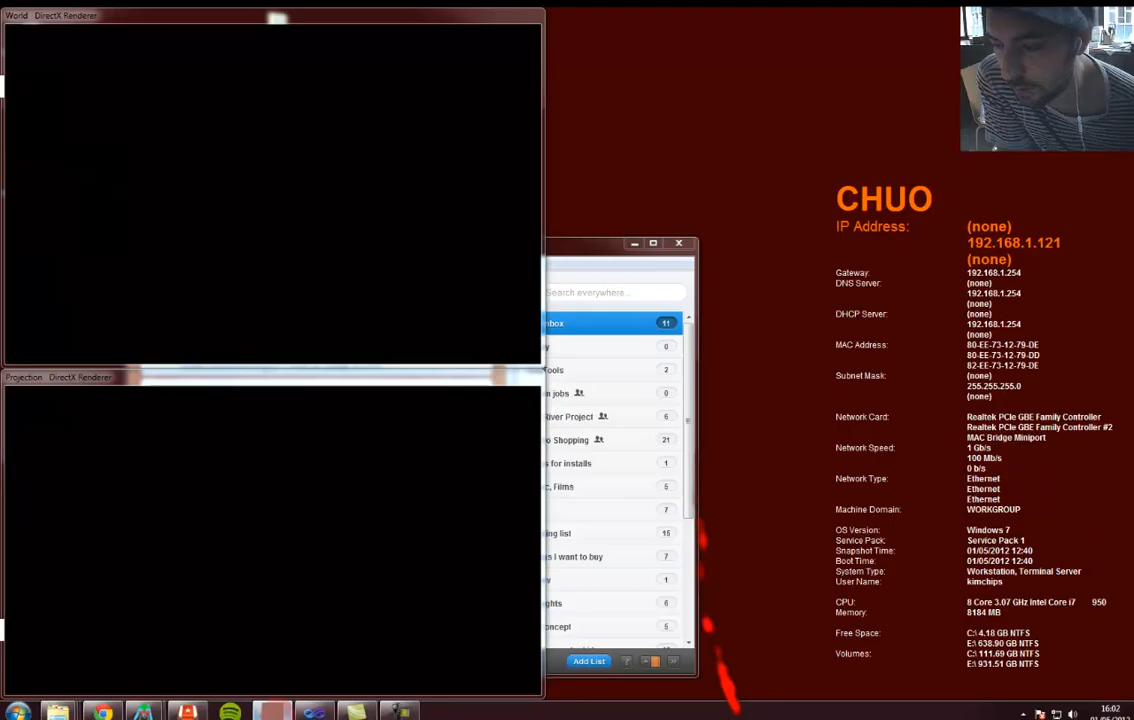 World DirectX Renderer
Projection DirectX Renderer
Search everywhere...
nbox 11
y 0
Tools 2
n jobs 0
River Project 6
o Shopping 21
s for installs 1
c, Films 5
7
ing list 15
gs I want to buy 7
w 1
ghts 6
oncept 5
Add List ? »
CHUO
IP Address: (none)
192.168.1.121
(none)
Gateway: 192.168.1.254
DNS Server: (none)
192.168.1.254
(none)
DHCP Server: (none)
192.168.1.254
(none)
MAC Address: 80-EE-73-12-79-DE
80-EE-73-12-79-DD
82-EE-73-12-79-DE
Subnet Mask: (none)
255.255.255.0
(none)
Network Card: Realtek PCIe GBE Family Controller
Realtek PCIe GBE Family Controller #2
MAC Bridge Miniport
Network Speed: 1 Gb/s
100 Mb/s
0 b/s
Network Type: Ethernet
Ethernet
Ethernet
Machine Domain: WORKGROUP
OS Version: Windows 7
Service Pack: Service Pack 1
Snapshot Time: 01/05/2012 12:40
Boot Time: 01/05/2012 12:40
System Type: Workstation, Terminal Server
User Name: kimchips
CPU: 8 Core 3.07 GHz Intel Core i7 950
Memory: 8184 MB
Free Space: C:\ 4.18 GB NTFS
E:\ 638.90 GB NTFS
Volumes: C:\ 111.69 GB NTFS
E:\ 931.51 GB NTFS
16:02
01/05/2012